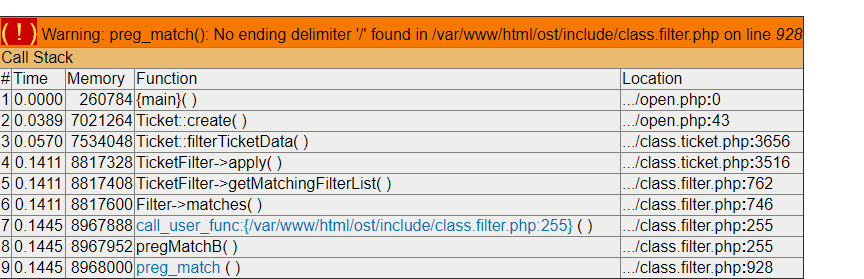 ( ! ) Warning: preg_match(): No ending delimiter '/' found in /var/www/html/ost/include/class.filter.php on line 928
Call Stack
# Time Memory Function Location
1 0.0000 260784 {main}( ) .../open.php:0
2 0.0389 7021264 Ticket::create( ) .../open.php:43
3 0.0570 7534048 Ticket::filterTicketData( ) .../class.ticket.php:3656
4 0.1411 8817328 TicketFilter->apply( ) .../class.ticket.php:3516
5 0.1411 8817408 TicketFilter->getMatchingFilterList( ) .../class.filter.php:762
6 0.1411 8817600 Filter->matches( ) .../class.filter.php:746
7 0.1445 8967888 call_user_func:{/var/www/html/ost/include/class.filter.php:255} ( ) .../class.filter.php:255
8 0.1445 8967952 pregMatchB( ) .../class.filter.php:255
9 0.1445 8968000 preg_match ( ) .../class.filter.php:928